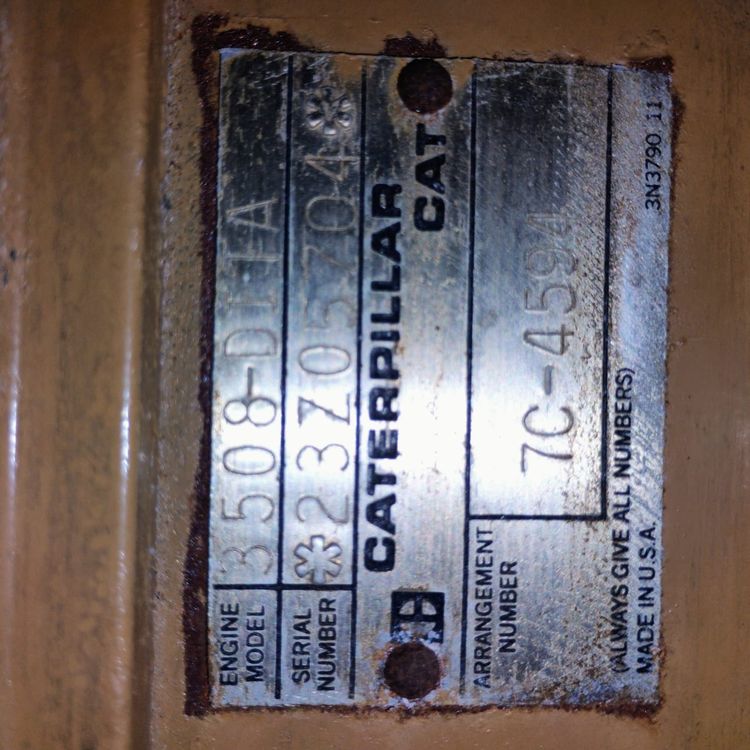 ENGINE MODEL 3508-DITA
SERIAL NUMBER *23Z05704*
CATERPILLAR
CAT
ARRANGEMENT NUMBER 7C-4594
(ALWAYS GIVE ALL NUMBERS)
MADE IN U.S.A. 3N3790 11